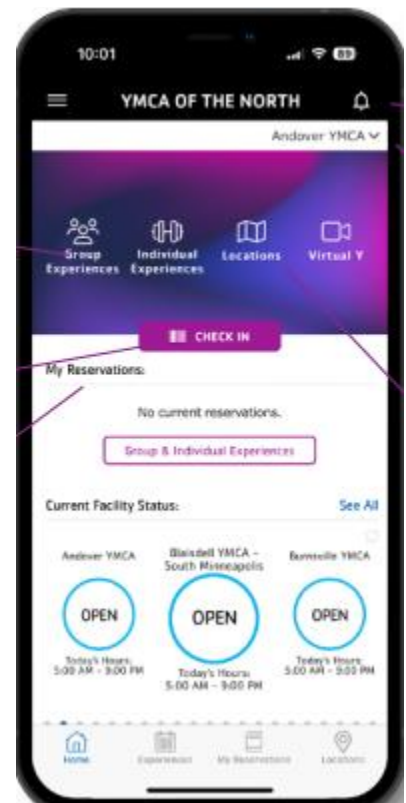 10:01
89
YMCA OF THE NORTH
Andover YMCA
Group
Experiences
Individual
Experiences
Locations
Virtual Y
CHECK IN
My Reservations:
No current reservations.
Group & Individual Experiences
Current Facility Status:
See All
Andover YMCA
OPEN
Today's Hours:
5:00 AM - 9:00 PM
Blaisdell YMCA -
South Minneapolis
OPEN
Today's Hours:
5:00 AM - 9:00 PM
Burnsville YMCA
OPEN
Today's Hours:
5:00 AM - 9:00 PM
Home
Experiences
My Reservations
Locations